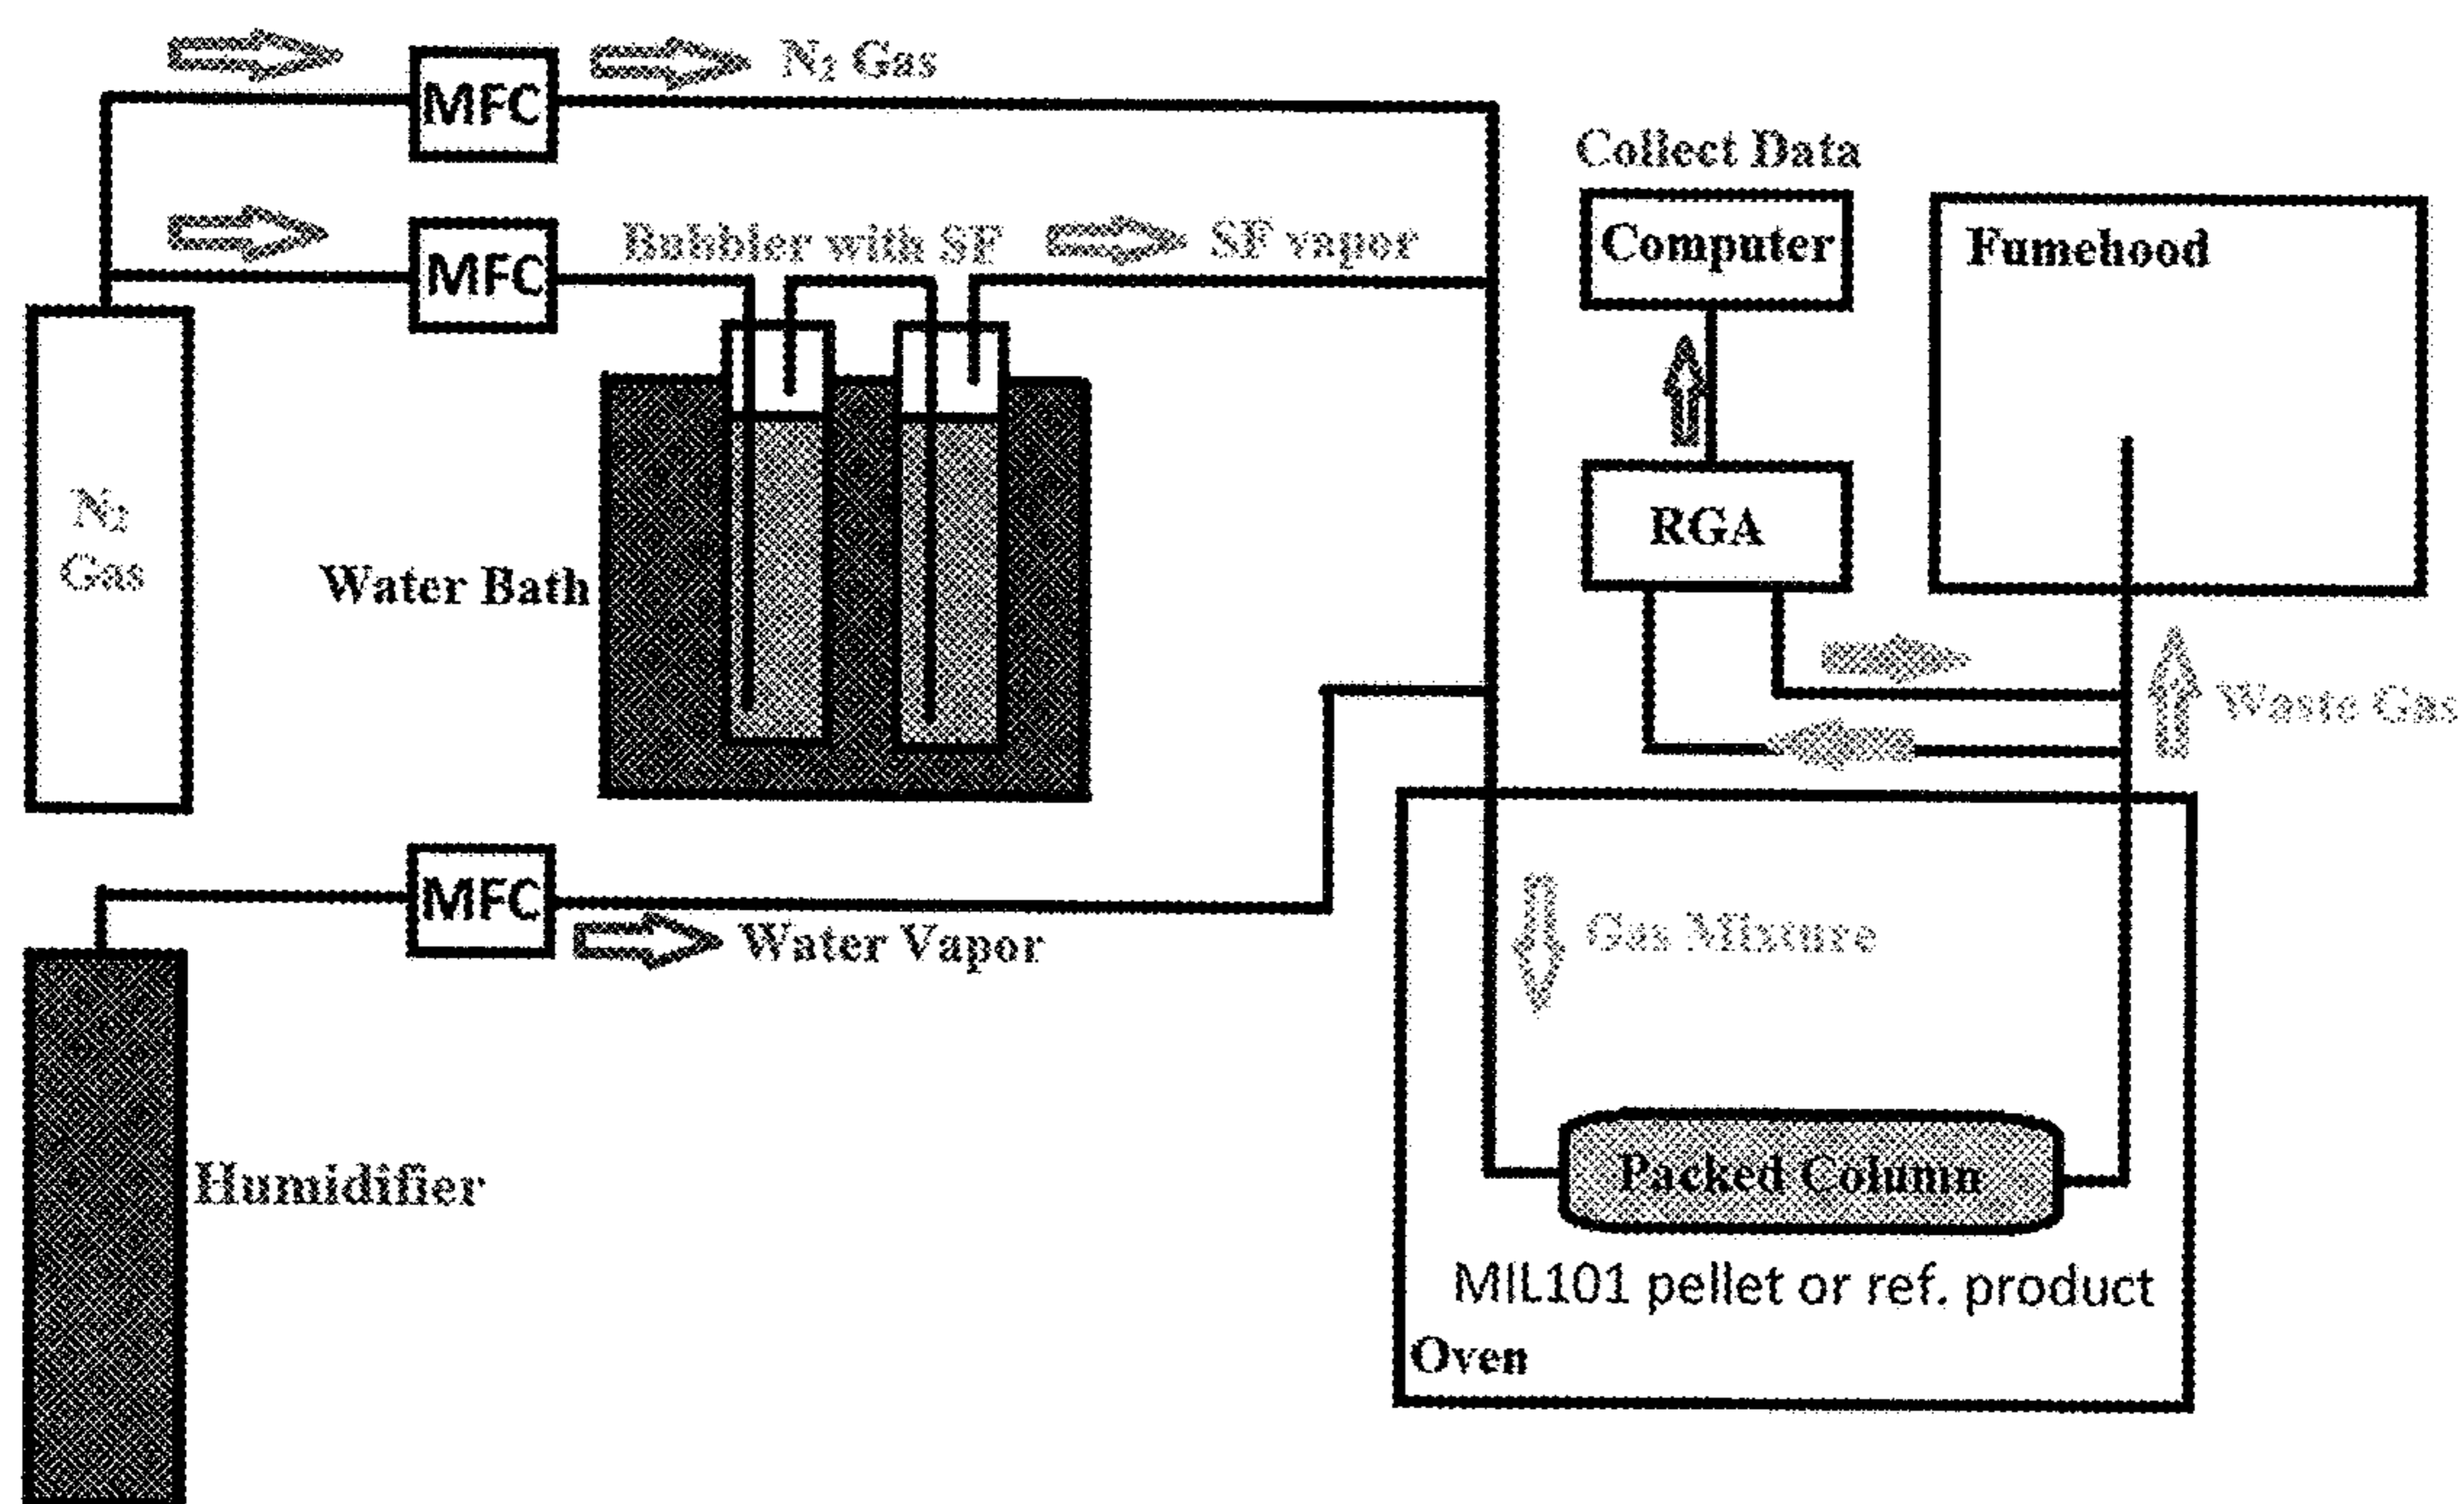 N₂ Gas
MFC
Collect Data
Computer
Fumehood
Bubbler with SF
SF vapor
MFC
N₂
Gas
RGA
Water Bath
Waste Gas
MFC
Water Vapor
Gas Mixture
Humidifier
Packed Column
MIL101 pellet or ref. product
Oven